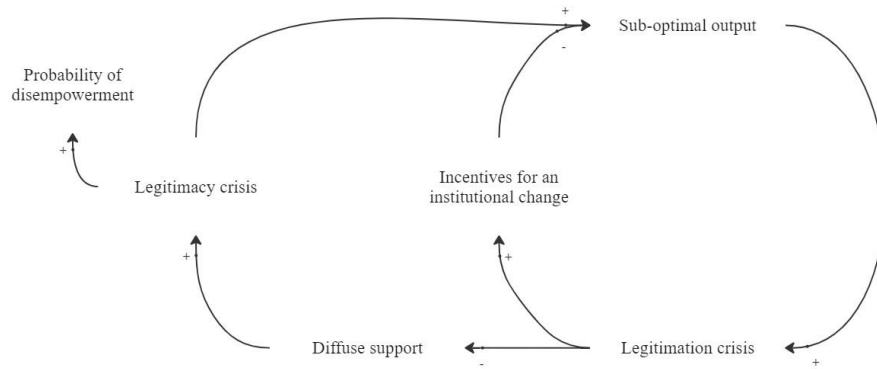 +
Sub-optimal output
-
Probability of
disempowerment
+
Legitimacy crisis
Incentives for an
institutional change
+
+
Diffuse support
-
Legitimation crisis
+